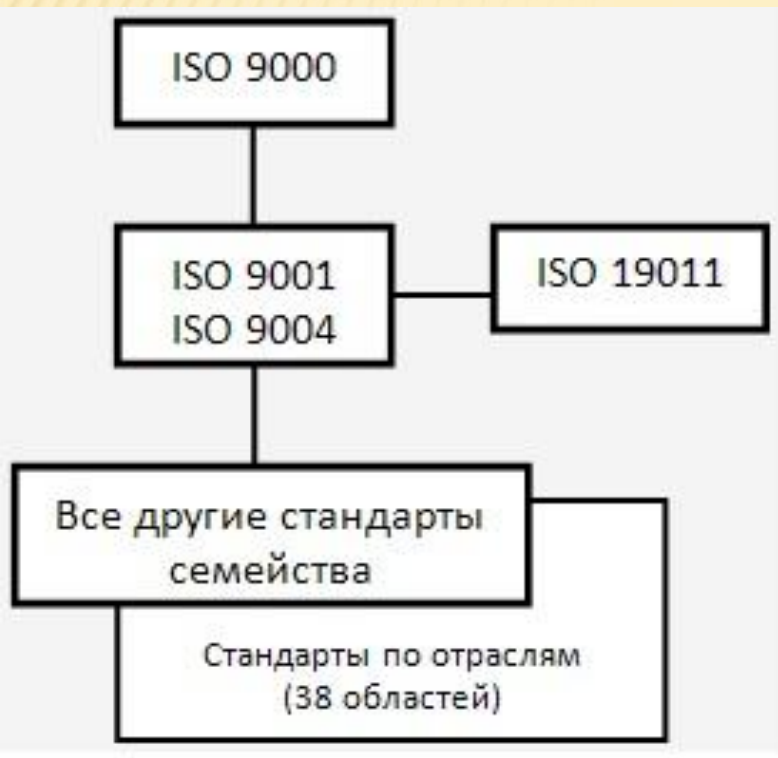 ISO 9000
ISO 9001
ISO 9004
ISO 19011
Все другие стандарты
семейства
Стандарты по отраслям
(38 областей)